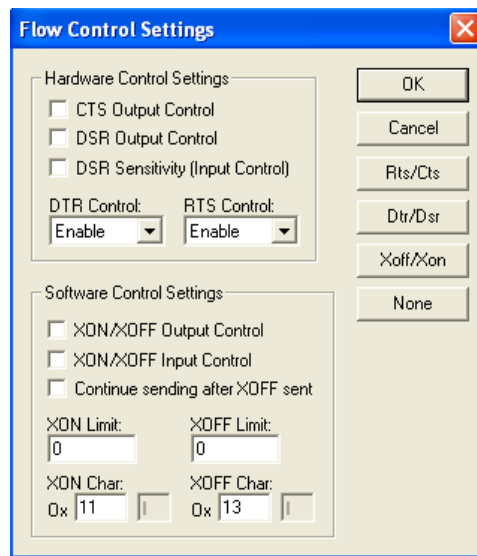 Flow Control Settings
Hardware Control Settings
CTS Output Control
DSR Output Control
DSR Sensitivity (Input Control)
DTR Control: RTS Control:
Enable Enable
OK
Cancel
Rts/Cts
Dtr/Dsr
Xoff/Xon
None
Software Control Settings
XON/XOFF Output Control
XON/XOFF Input Control
Continue sending after XOFF sent
XON Limit: XOFF Limit:
0 0
XON Char: XOFF Char:
0x 11 0x 13